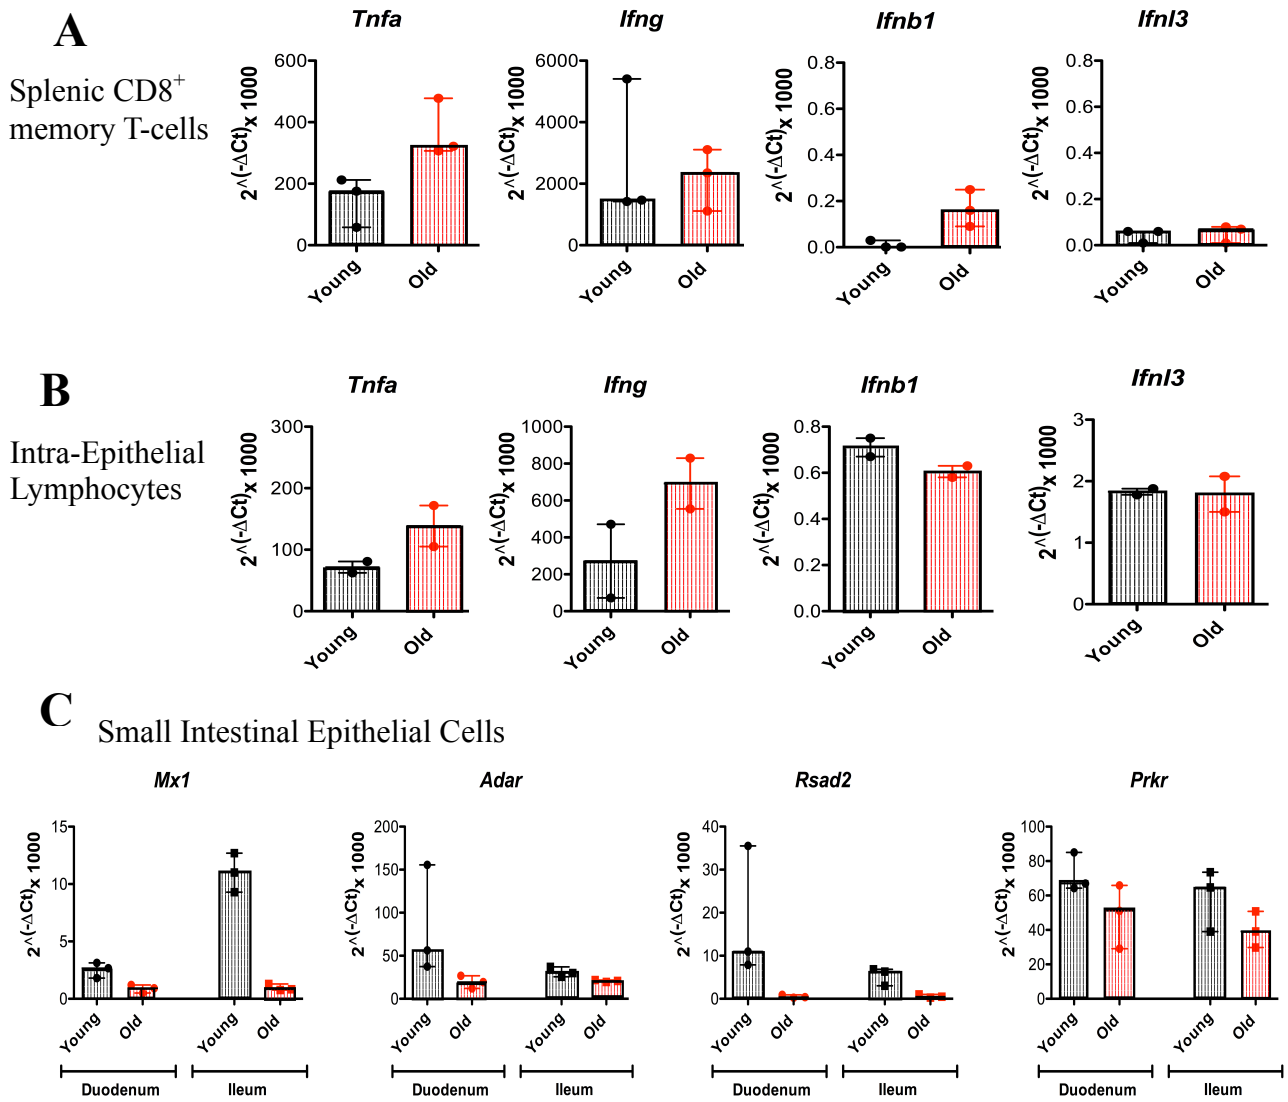 A
Splenic CD8+
memory T-cells
Tnfa
2^(-ΔCt)x 1000
600
400
200
0
Young
Old
Ifng
2^(-ΔCt)x 1000
6000
4000
2000
0
Young
Old
Ifnb1
2^(-ΔCt)x 1000
0.8
0.6
0.4
0.2
0.0
Young
Old
Ifnl3
2^(-ΔCt)x 1000
0.8
0.6
0.4
0.2
0.0
Young
Old
B
Intra-Epithelial
Lymphocytes
Tnfa
2^(-ΔCt)x 1000
300
200
100
0
Young
Old
Ifng
2^(-ΔCt)x 1000
1000
800
600
400
200
0
Young
Old
Ifnb1
2^(-ΔCt)x 1000
0.8
0.6
0.4
0.2
0.0
Young
Old
Ifnl3
2^(-ΔCt)x 1000
3
2
1
0
Young
Old
C
Small Intestinal Epithelial Cells
Mx1
2^(-ΔCt)x 1000
15
10
5
0
Young
Old
Young
Old
Duodenum
Ileum
Adar
2^(-ΔCt)x 1000
200
150
100
50
0
Young
Old
Young
Old
Duodenum
Ileum
Rsad2
2^(-ΔCt)x 1000
40
30
20
10
0
Young
Old
Young
Old
Duodenum
Ileum
Prkr
2^(-ΔCt)x 1000
100
80
60
40
20
0
Young
Old
Young
Old
Duodenum
Ileum